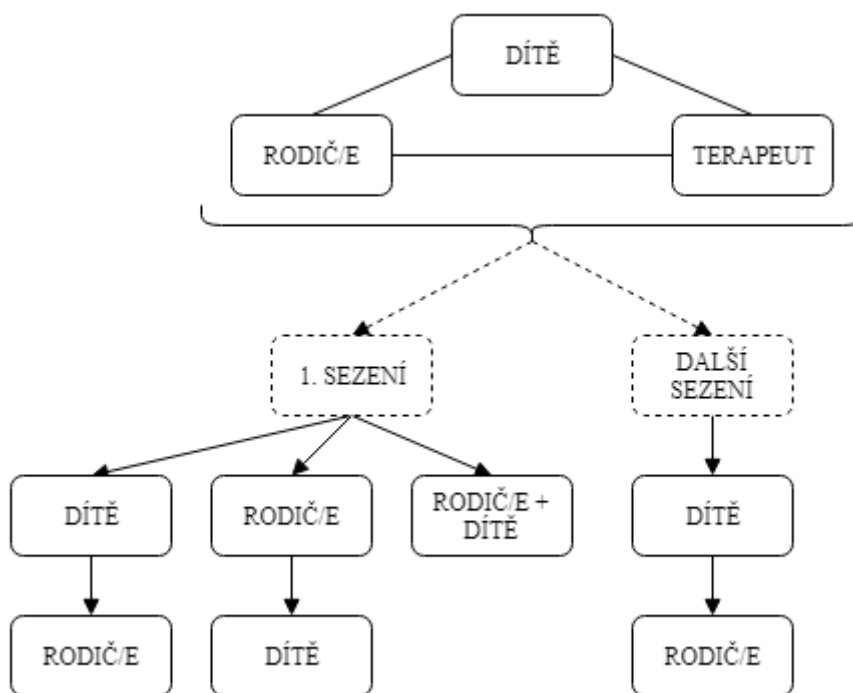 DÍTĚ
RODIČ/E
TERAPEUT
1. SEZENÍ
DALŠÍ
SEZENÍ
DÍTĚ
RODIČ/E
RODIČ/E +
DÍTĚ
DÍTĚ
RODIČ/E
DÍTĚ
RODIČ/E